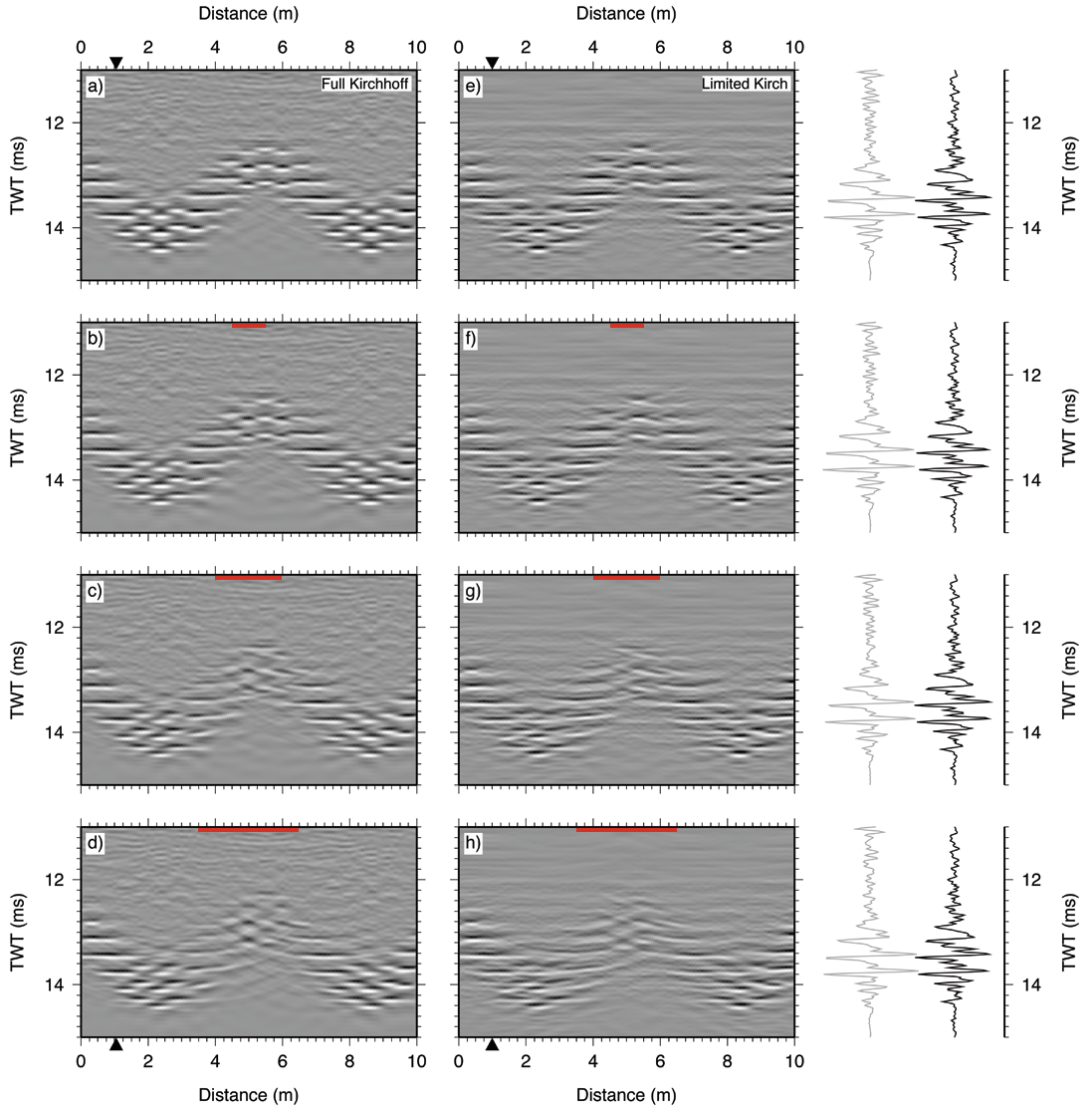 Distance (m)
Distance (m)
0 2 4 6 8 10
0 2 4 6 8 10
a)
Full Kirchhoff
e)
Limited Kirch
12
14
TWT (ms)
12
14
TWT (ms)
b)
f)
12
14
TWT (ms)
12
14
TWT (ms)
c)
g)
12
14
TWT (ms)
12
14
TWT (ms)
d)
h)
12
14
TWT (ms)
12
14
TWT (ms)
0 2 4 6 8 10
0 2 4 6 8 10
Distance (m)
Distance (m)